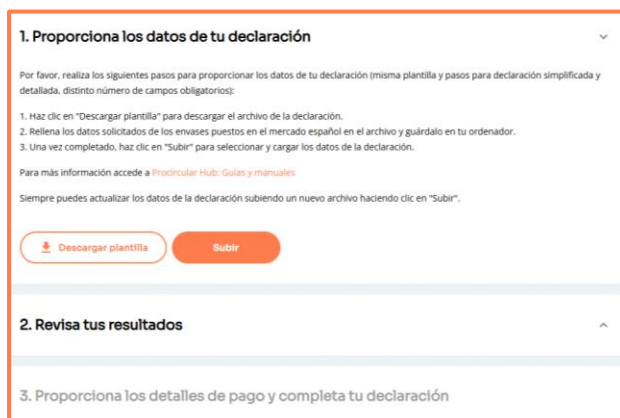 1. Proporciona los datos de tu declaración
Por favor, realiza los siguientes pasos para proporcionar los datos de tu declaración (misma plantilla y pasos para declaración simplificada y
detallada, distinto número de campos obligatorios):
1. Haz clic en "Descargar plantilla" para descargar el archivo de la declaración.
2. Rellena los datos solicitados de los envases puestos en el mercado español en el archivo y guárdalo en tu ordenador.
3. Una vez completado, haz clic en "Subir" para seleccionar y cargar los datos de la declaración.
Para más información accede a Procircular Hub: Guías y manuales
Siempre puedes actualizar los datos de la declaración subiendo un nuevo archivo haciendo clic en "Subir".
Descargar plantilla Subir
2. Revisa tus resultados
3. Proporciona los detalles de pago y completa tu declaración